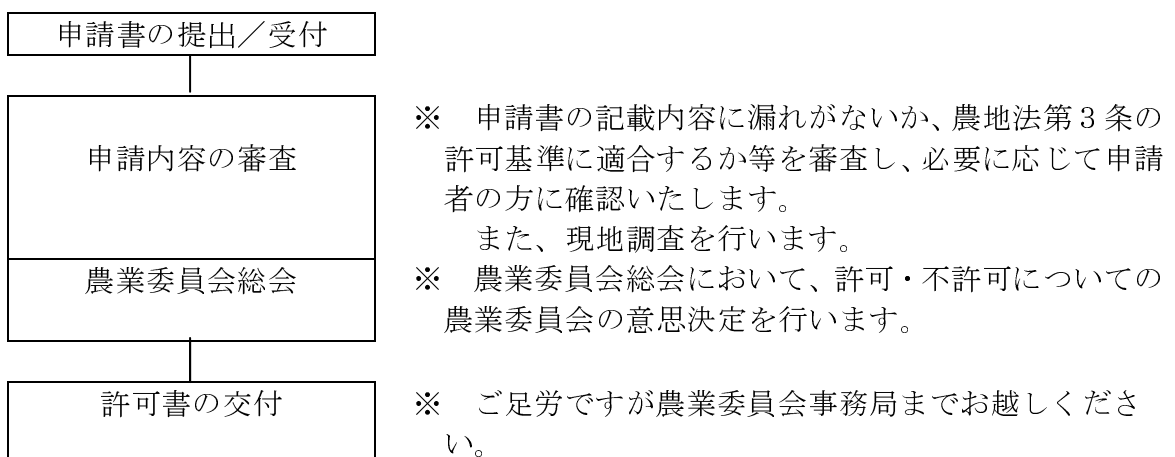 申請書の提出／受付
申請内容の審査
※　申請書の記載内容に漏れがないか、農地法第３条の
許可基準に適合するか等を審査し、必要に応じて申請
者の方に確認いたします。
また、現地調査を行います。
農業委員会総会
※　農業委員会総会において、許可・不許可についての
農業委員会の意思決定を行います。
許可書の交付
※　ご足労ですが農業委員会事務局までお越しくださ
い。